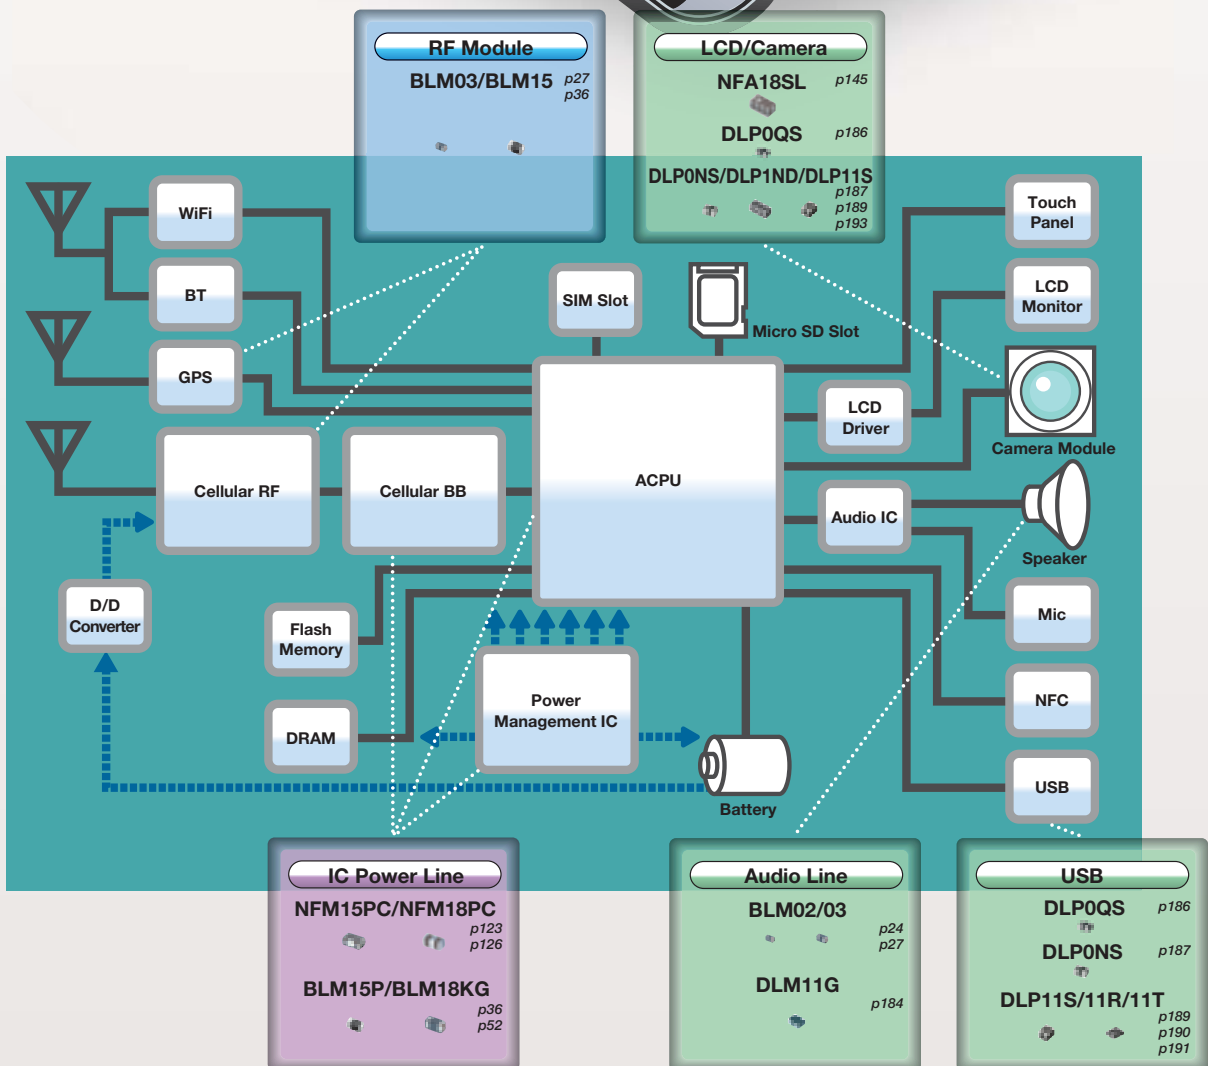 RF Module
BLM03/BLM15
p27
p36
LCD/Camera
NFA18SL
p145
DLP0QS
p186
DLP0NS/DLP1ND/DLP11S
p187
p189
p193
WiFi
BT
GPS
Cellular RF
Cellular BB
SIM Slot
Micro SD Slot
ACPU
Touch
Panel
LCD
Monitor
LCD
Driver
Camera Module
Audio IC
Speaker
Mic
NFC
USB
D/D
Converter
Flash
Memory
DRAM
Power
Management IC
Battery
IC Power Line
NFM15PC/NFM18PC
p123
p126
BLM15P/BLM18KG
p36
p52
Audio Line
BLM02/03
p24
p27
DLM11G
p184
USB
DLP0QS
p186
DLP0NS
p187
DLP11S/11R/11T
p189
p190
p191